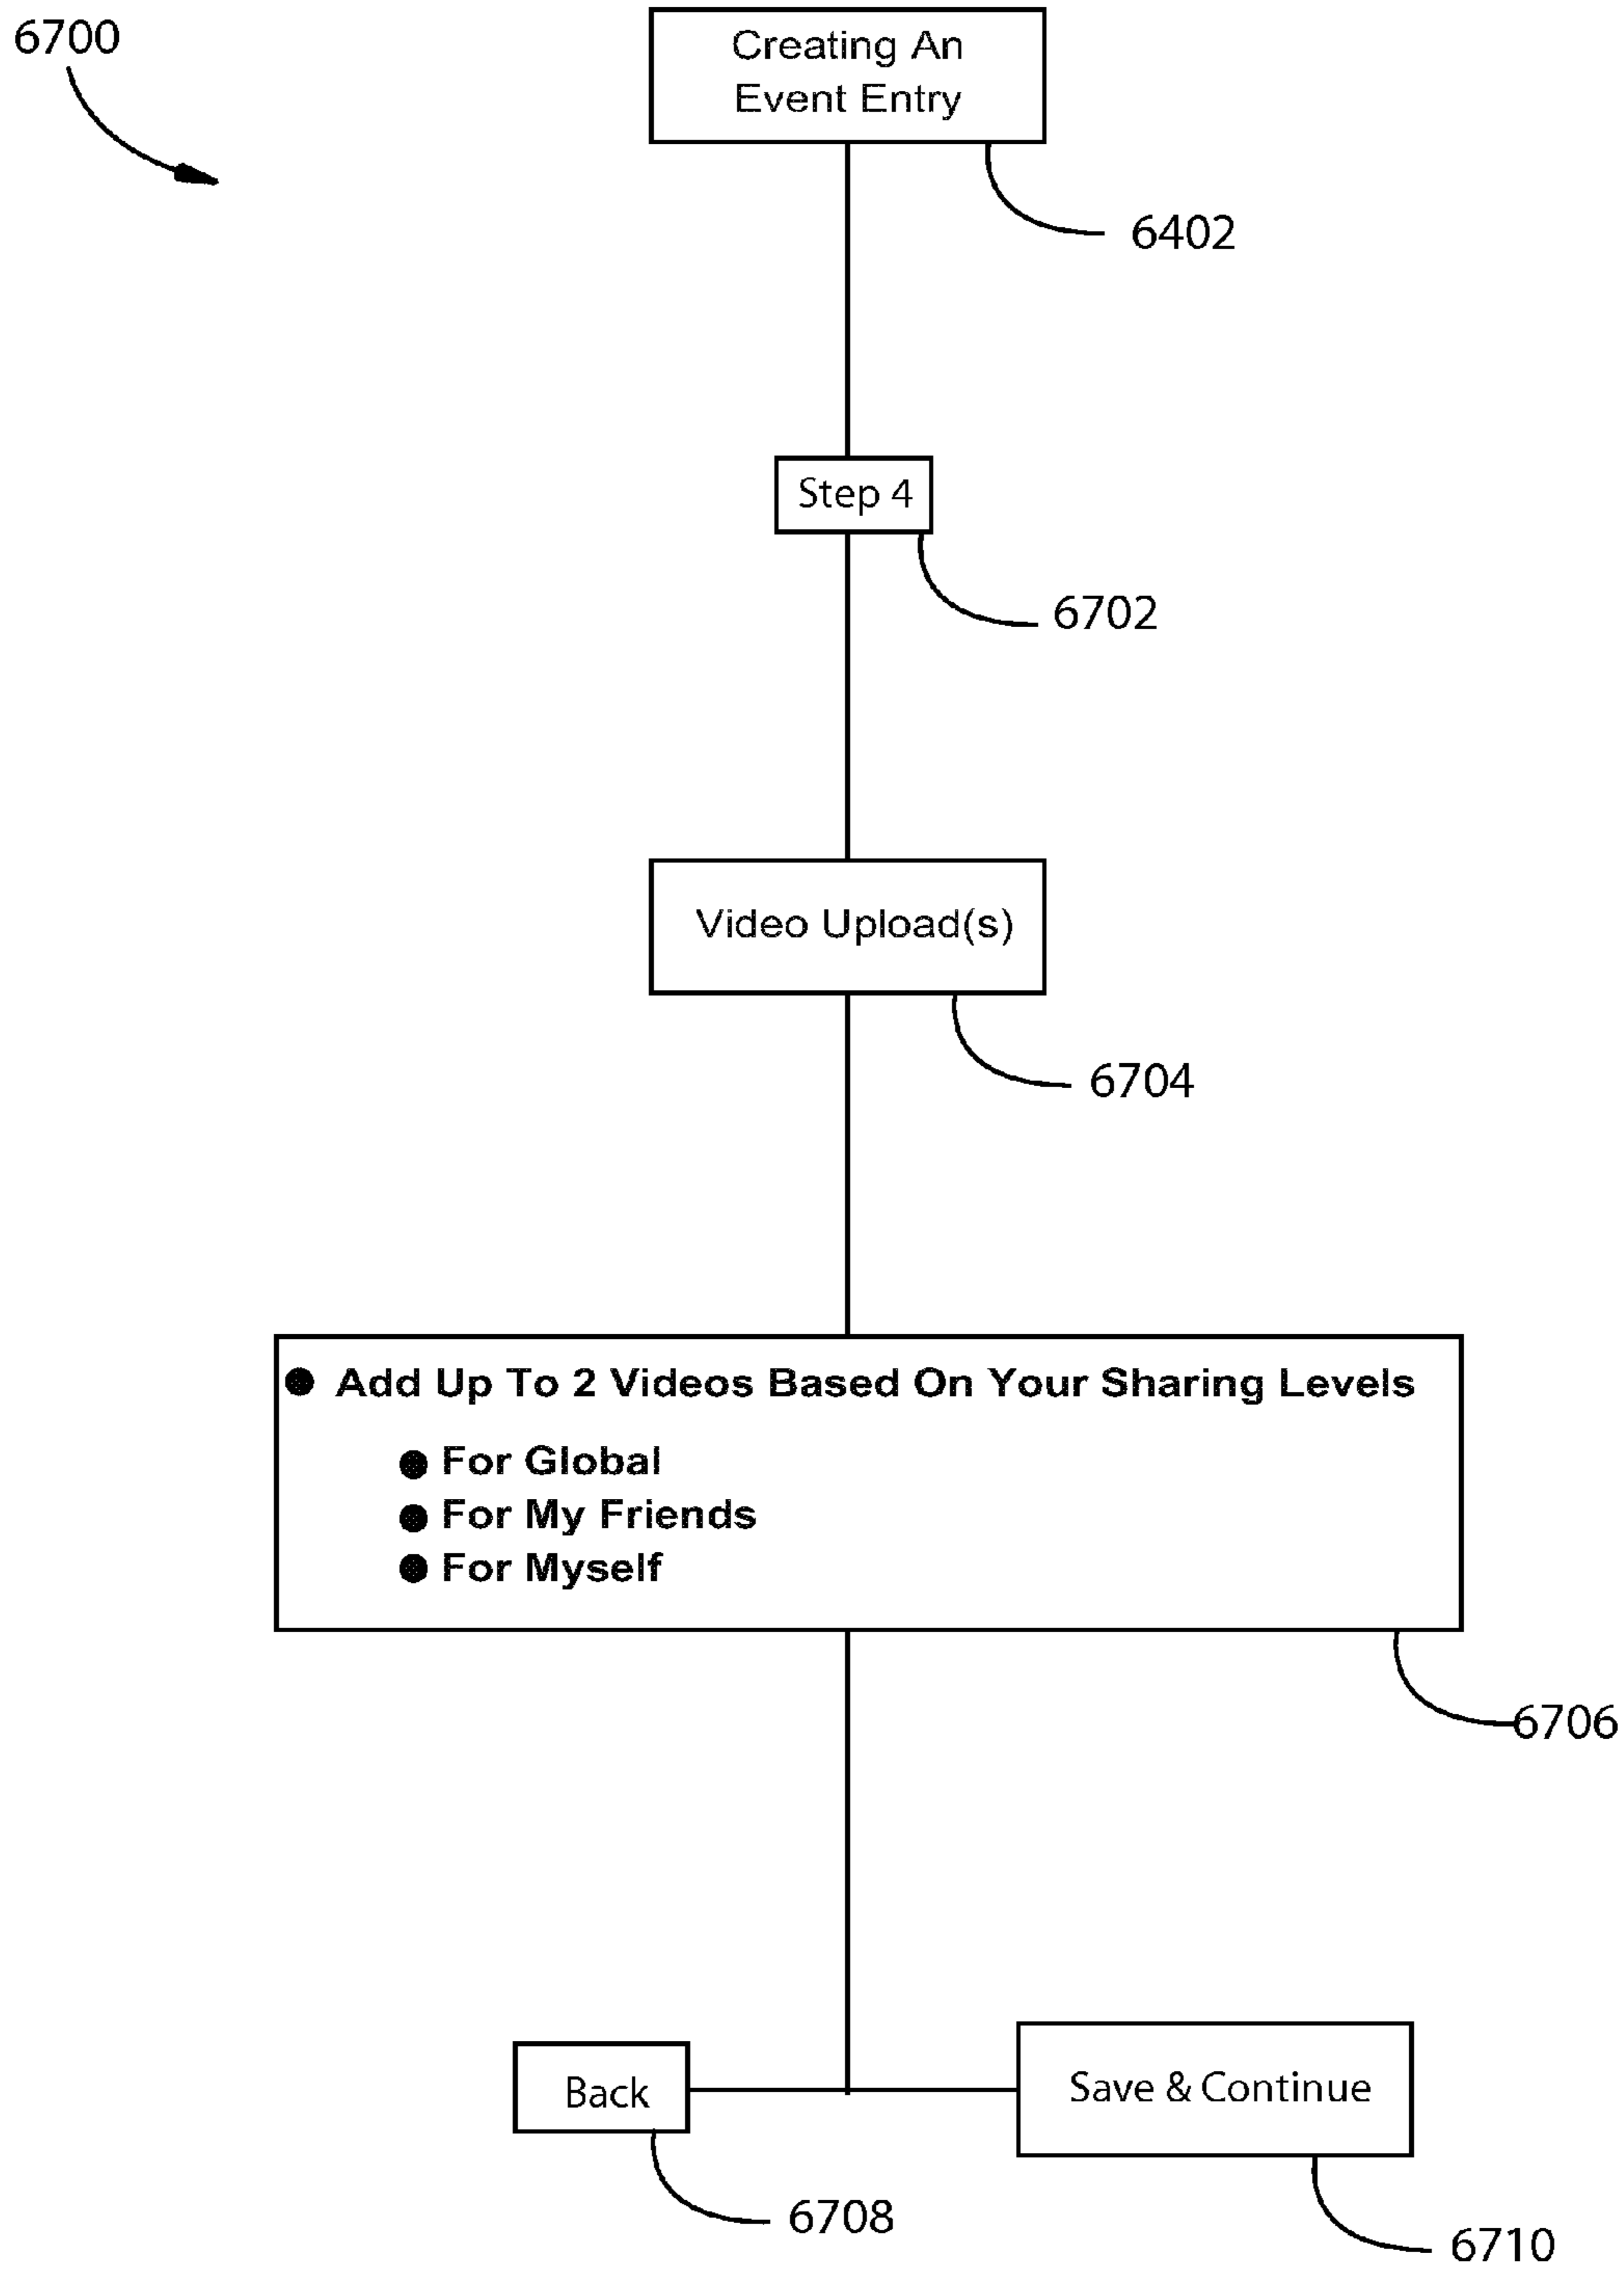 6700
Creating An
Event Entry
6402
Step 4
6702
Video Upload(s)
6704
● Add Up To 2 Videos Based On Your Sharing Levels
● For Global
● For My Friends
● For Myself
6706
Back
Save & Continue
6708
6710